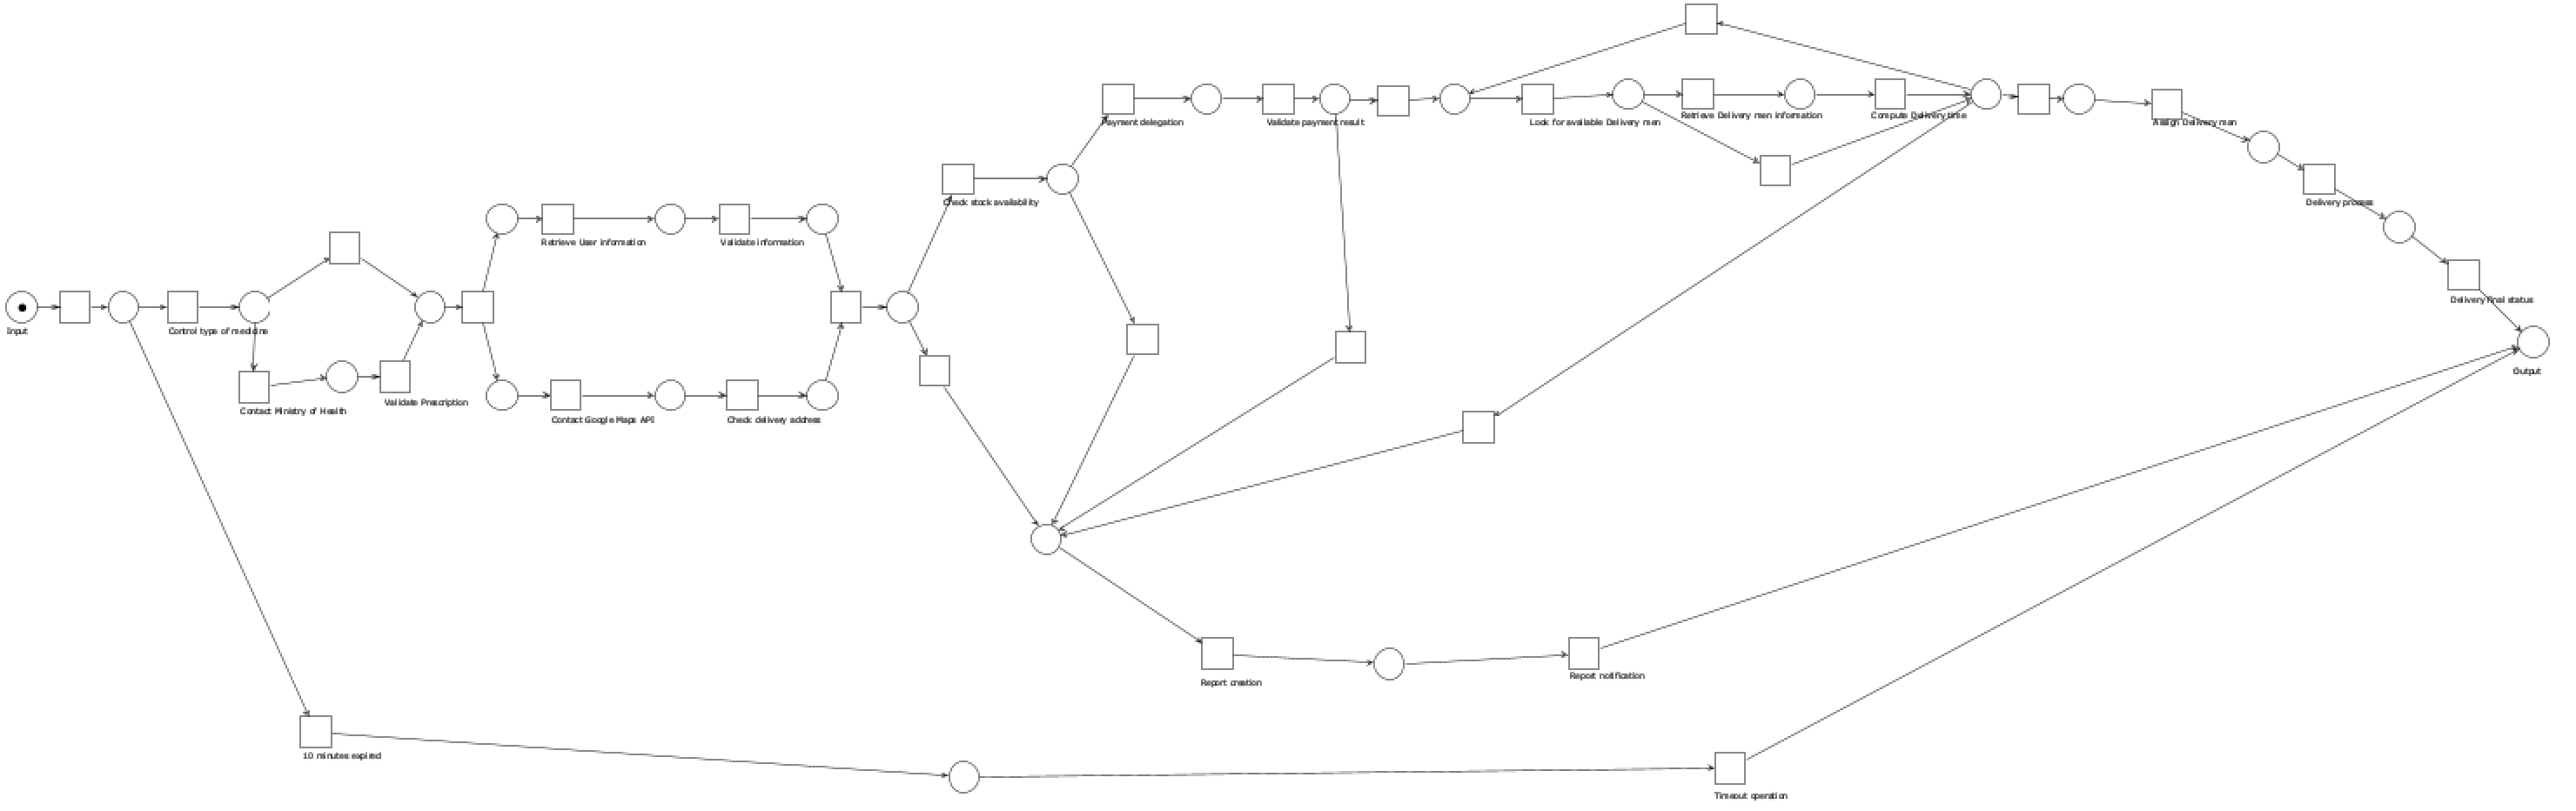 Payment delegation
Validate payment result
Look for available Delivery men
Retrieve Delivery men information
Compute Delivery time
Assign Delivery man
Check stock availability
Delivery process
Retrieve User information
Validate information
Delivery final status
Input
Control type of medicine
Output
Contact Ministry of Health
Validate Prescription
Contact Google Maps API
Check delivery address
Report creation
Report notification
10 minutes expired
Timeout operation